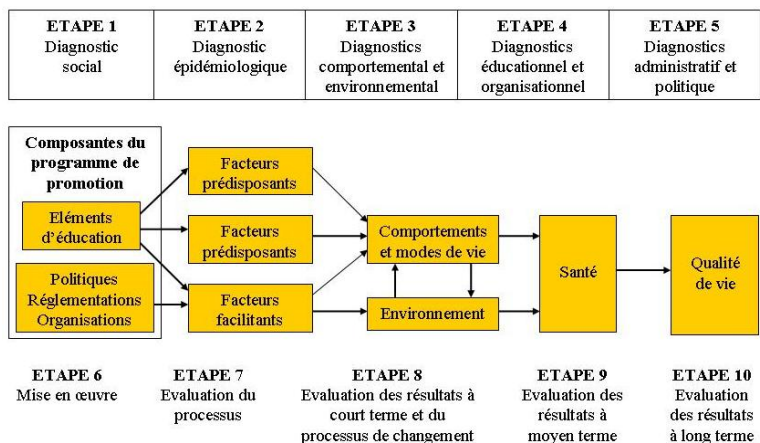 ETAPE 1
Diagnostic
social
ETAPE 2
Diagnostic
épidémiologique
ETAPE 3
Diagnostics
comportemental et
environnemental
ETAPE 4
Diagnostics
éducationnel et
organisationnel
ETAPE 5
Diagnostics
administratif et
politique
Composantes du
programme de
promotion
Eléments
d'éducation
Politiques
Réglementations
Organisations
Facteurs
prédisposants
Facteurs
prédisposants
Facteurs
facilitants
Comportements
et modes de vie
Environnement
Santé
Qualité
de vie
ETAPE 6
Mise en œuvre
ETAPE 7
Evaluation du
processus
ETAPE 8
Evaluation des résultats à
court terme et du
processus de changement
ETAPE 9
Evaluation des
résultats à
moyen terme
ETAPE 10
Evaluation
des résultats
à long terme